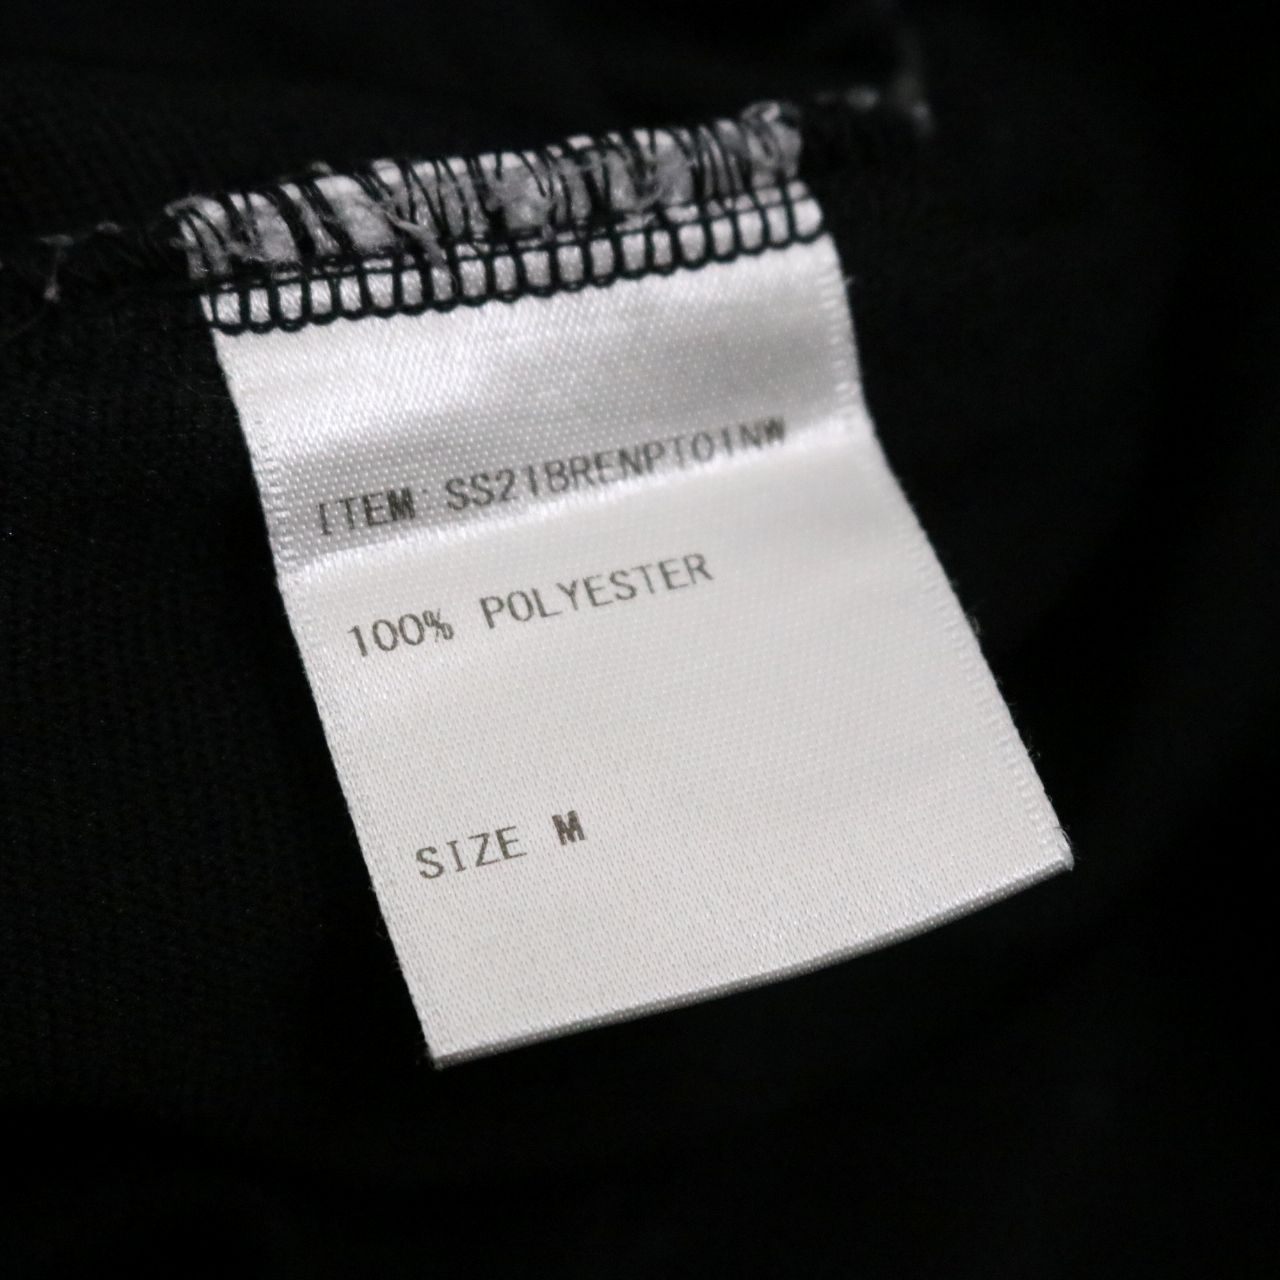 ITEM: SS21BRENPT01NW
100% POLYESTER
SIZE M